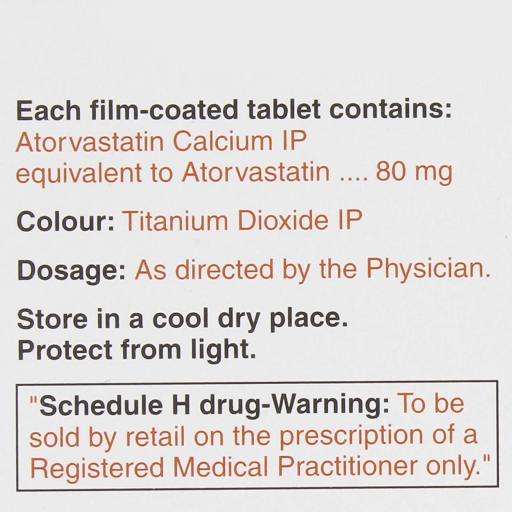 Each film-coated tablet contains:
Atorvastatin Calcium IP
equivalent to Atorvastatin .... 80 mg
Colour: Titanium Dioxide IP
Dosage: As directed by the Physician.
Store in a cool dry place.
Protect from light.
"Schedule H drug-Warning: To be
sold by retail on the prescription of a
Registered Medical Practitioner only."